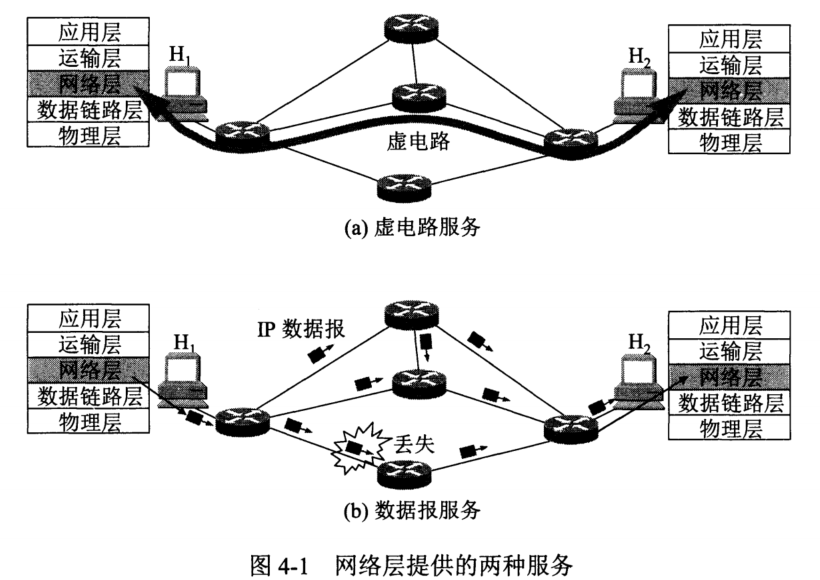 应用层
运输层
网络层
数据链路层
物理层
H1
虚电路
H2
应用层
运输层
网络层
数据链路层
物理层
(a) 虚电路服务
应用层
运输层
网络层
数据链路层
物理层
H1
IP 数据报
丢失
H2
应用层
运输层
网络层
数据链路层
物理层
(b) 数据报服务
图 4-1 网络层提供的两种服务